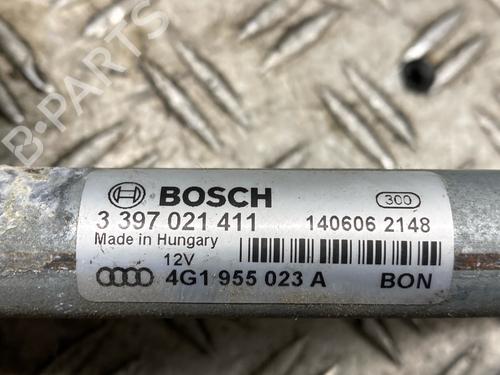 B-PARTS
BOSCH
300
3 397 021 411
140606 2148
Made in Hungary
12V
4G1 955 023 A
BON